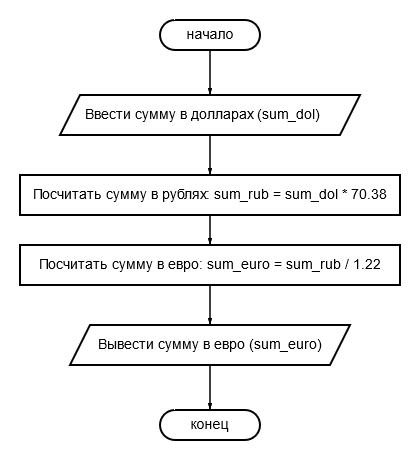 начало
Ввести сумму в долларах (sum_dol)
Посчитать сумму в рублях: sum_rub = sum_dol * 70.38
Посчитать сумму в евро: sum_euro = sum_rub / 1.22
Вывести сумму в евро (sum_euro)
конец